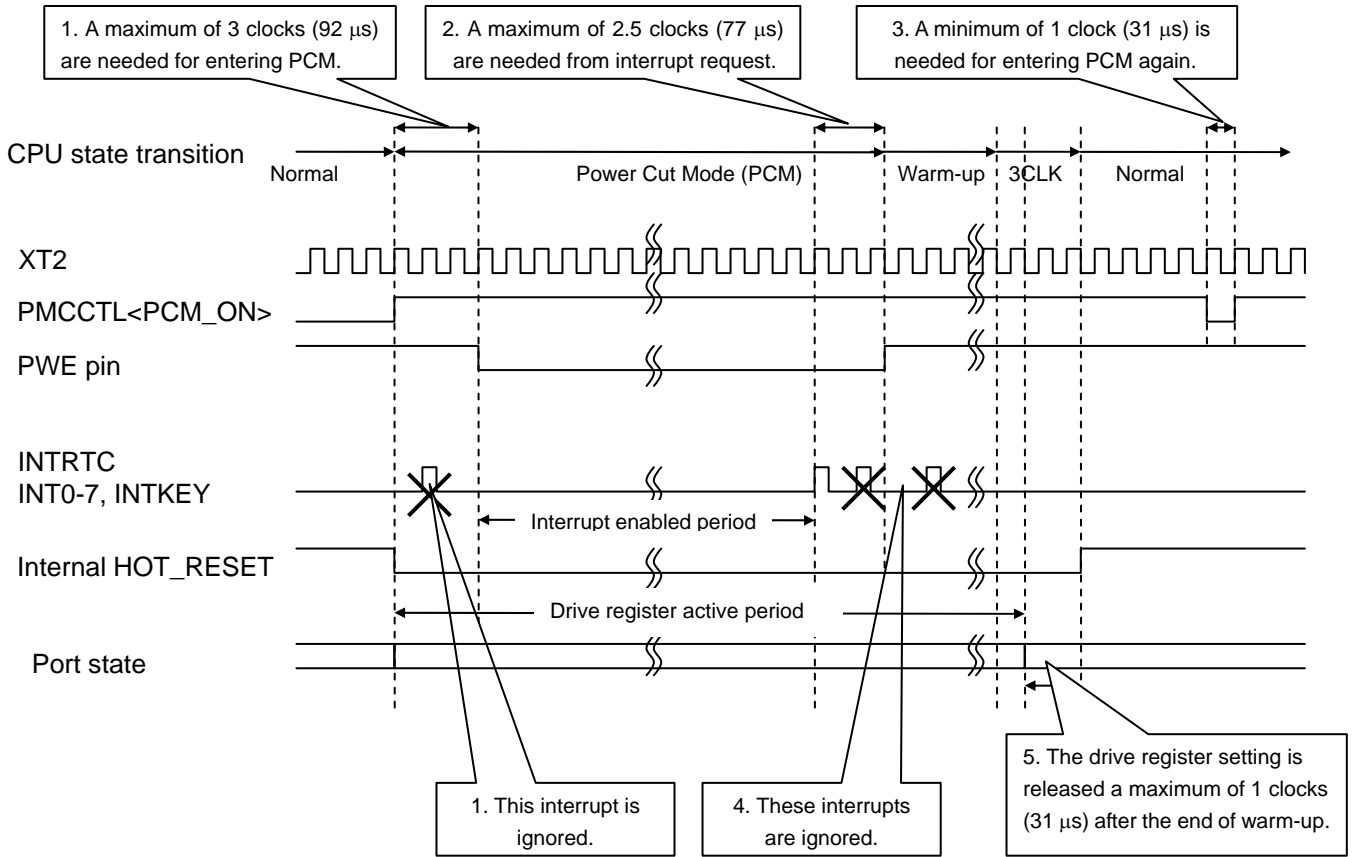 1. A maximum of 3 clocks (92 μs)
are needed for entering PCM.
2. A maximum of 2.5 clocks (77 μs)
are needed from interrupt request.
3. A minimum of 1 clock (31 μs) is
needed for entering PCM again.
CPU state transition
Normal
Power Cut Mode (PCM)
Warm-up
3CLK
Normal
XT2
PMCCTL<PCM_ON>
PWE pin
INTRTC
INT0-7, INTKEY
Interrupt enabled period
Internal HOT_RESET
Drive register active period
Port state
1. This interrupt is
ignored.
4. These interrupts
are ignored.
5. The drive register setting is
released a maximum of 1 clocks
(31 μs) after the end of warm-up.